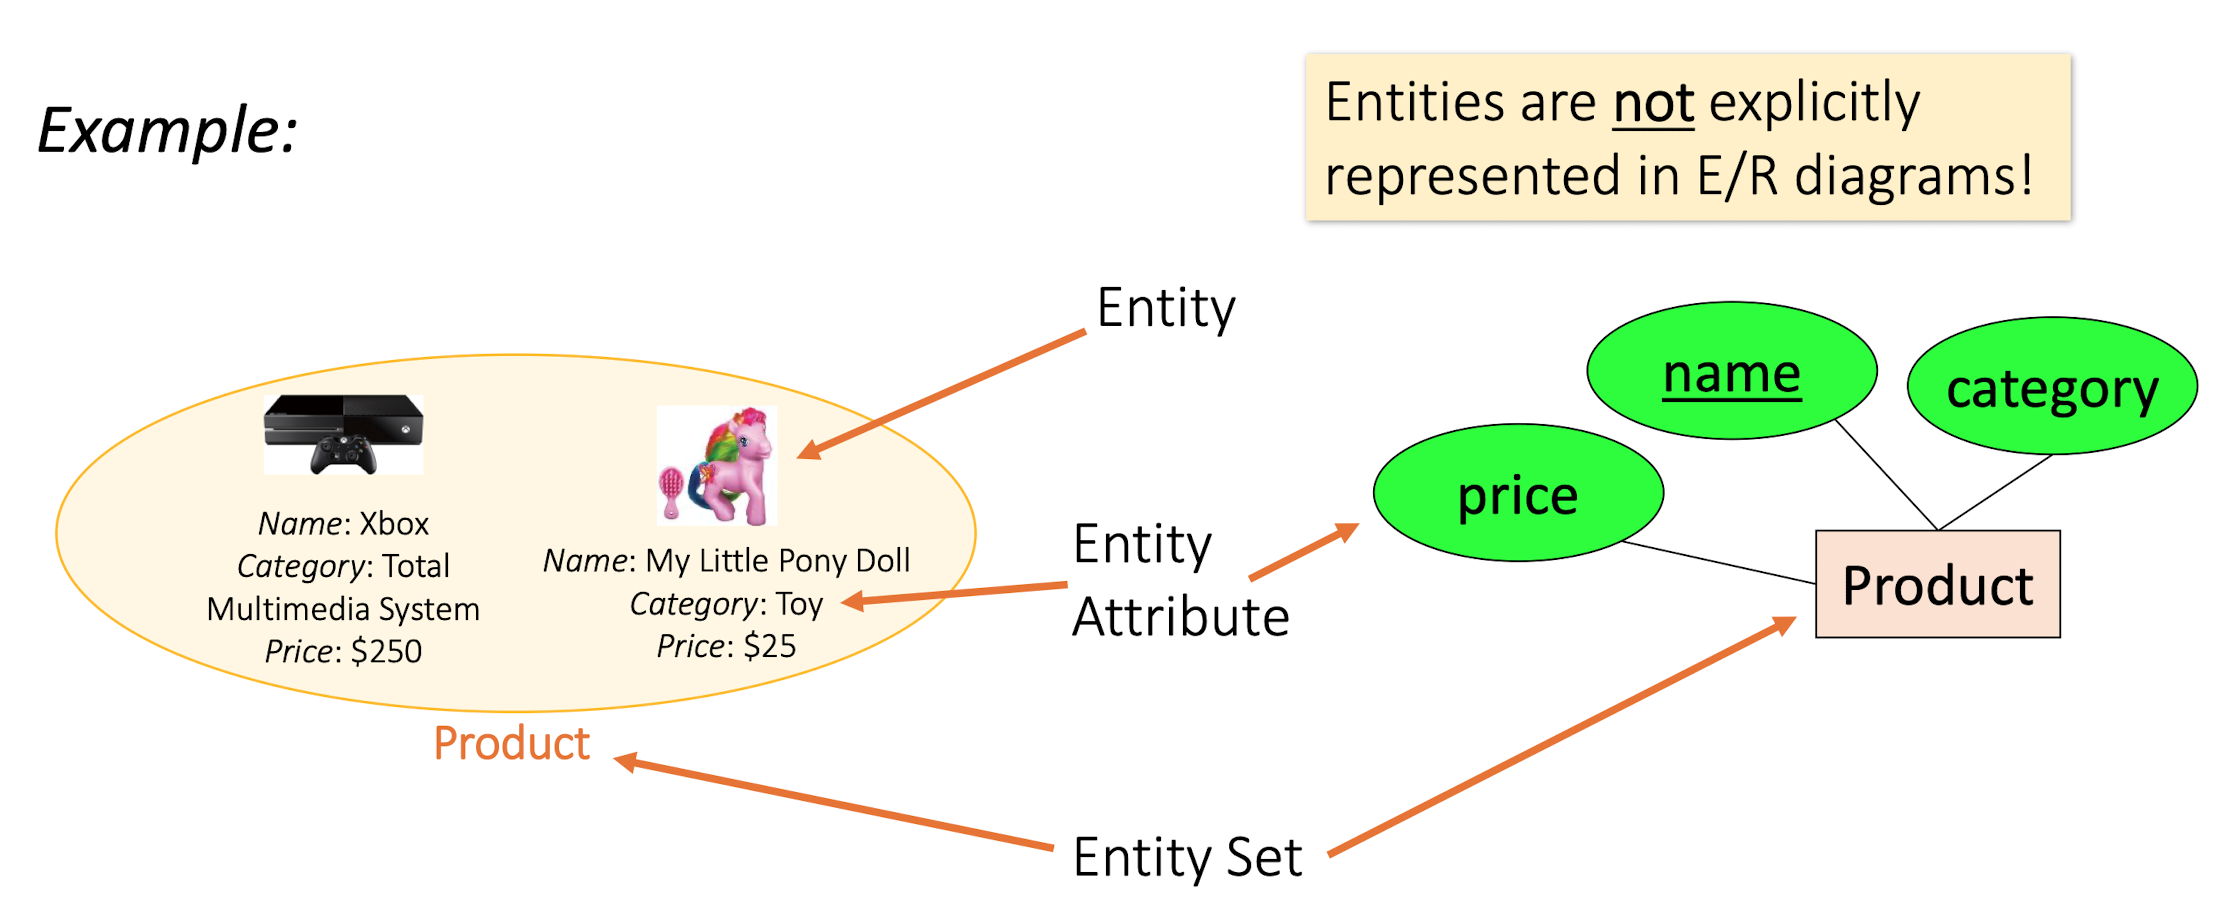 Example:
Entities are not explicitly
represented in E/R diagrams!
Entity
Name: Xbox
Category: Total
Multimedia System
Price: $250
Name: My Little Pony Doll
Category: Toy
Price: $25
Product
Entity
Attribute
Entity Set
name
category
price
Product